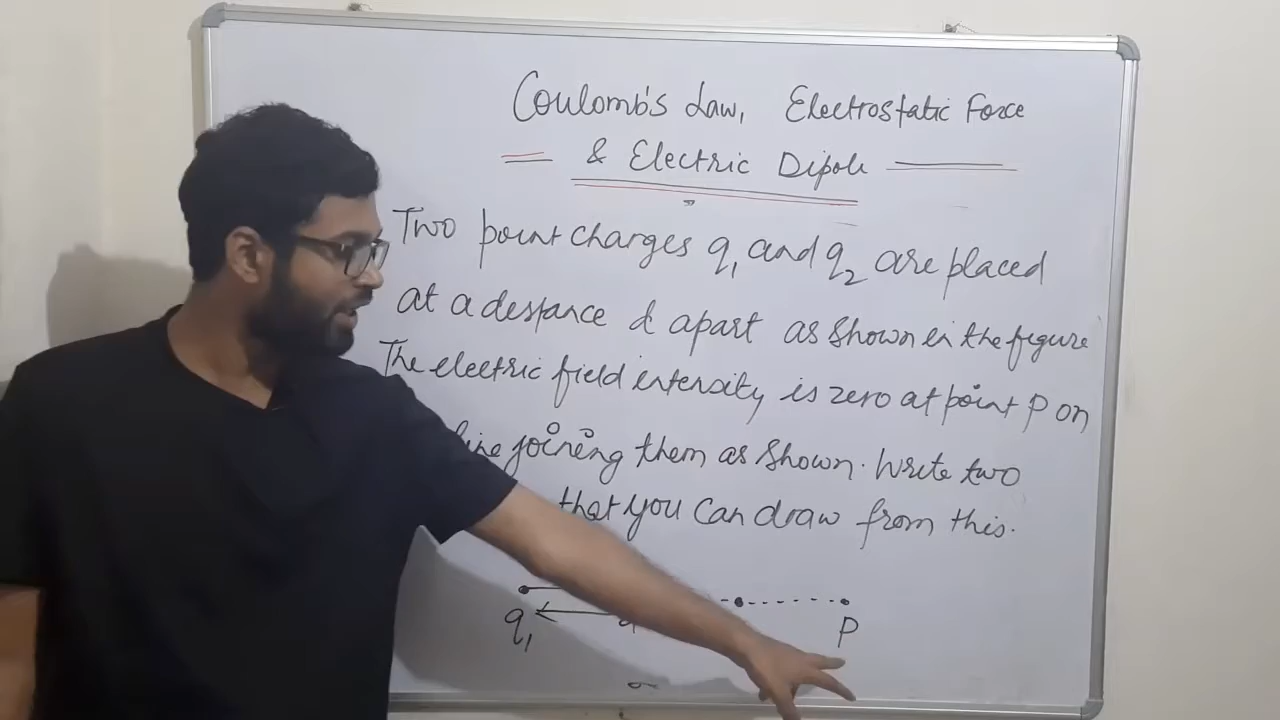 Coulomb's Law, Electrostatic Force
& Electric Dipole
Two point charges q₁ and q₂ are placed
at a distance d apart as shown in the figure
The electric field intensity is zero at point P on
line joining them as shown. Write two
that you can draw from this.
q₁ P